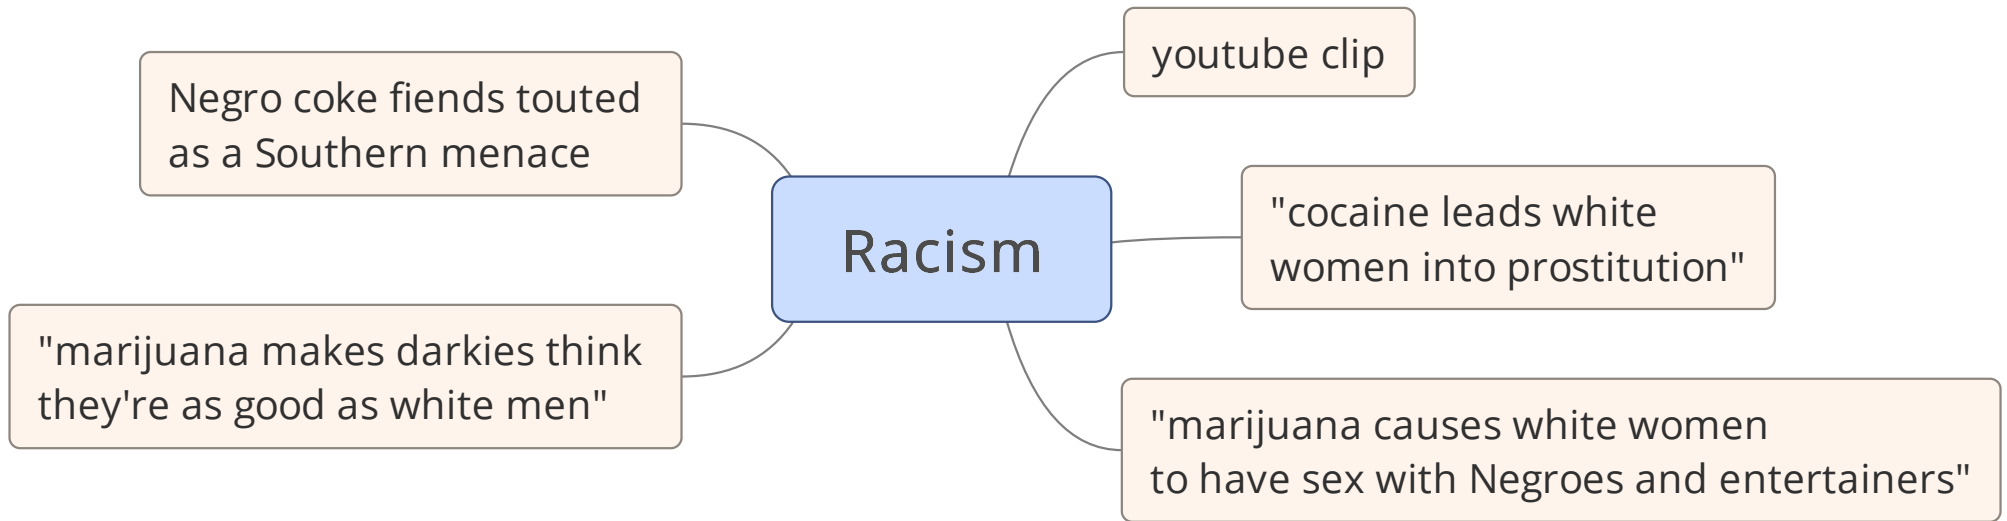 Negro coke fiends touted
as a Southern menace
"marijuana makes darkies think
they're as good as white men"
Racism
youtube clip
"cocaine leads white
women into prostitution"
"marijuana causes white women
to have sex with Negroes and entertainers"